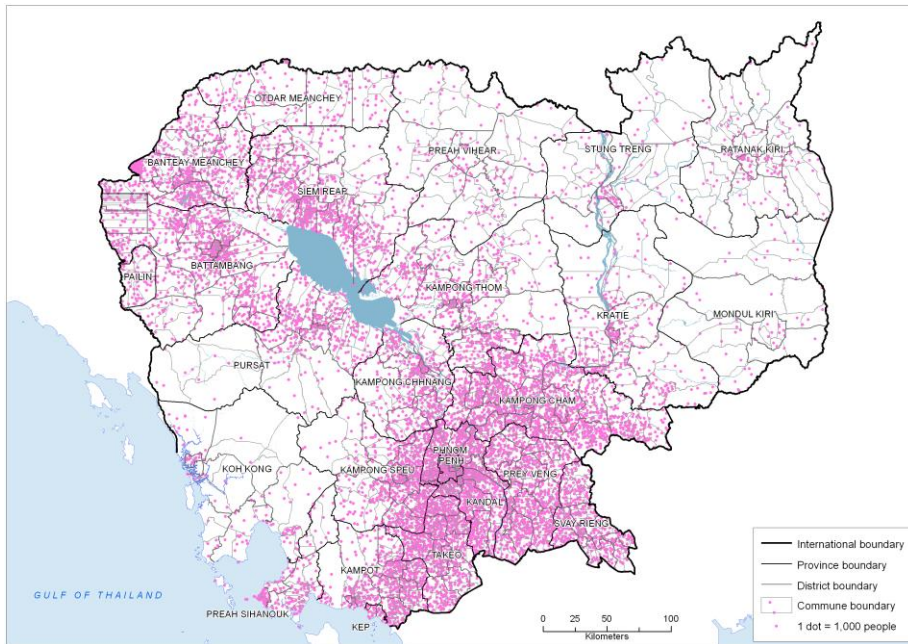 OTDAR MEANCHEY
BANTEAY MEANCHEY
PREAH VIHEAR
STUNG TRENG
RATANAK KIRI
SIEM REAP
BATTAMBANG
PAILIN
KAMPONG THOM
KRATIE
MONDUL KIRI
PURSAT
KAMPONG CHHNANG
KAMPONG CHAM
PHNOM
PENH
KOH KONG
KAMPONG SPEU
PREY VENG
KANDAL
SVAY RIENG
TAKEO
KAMPOT
GULF OF THAILAND
PREAH SIHANOUK
KEP
0 50 100
Kilometers
International boundary
Province boundary
District boundary
Commune boundary
1 dot = 1,000 people